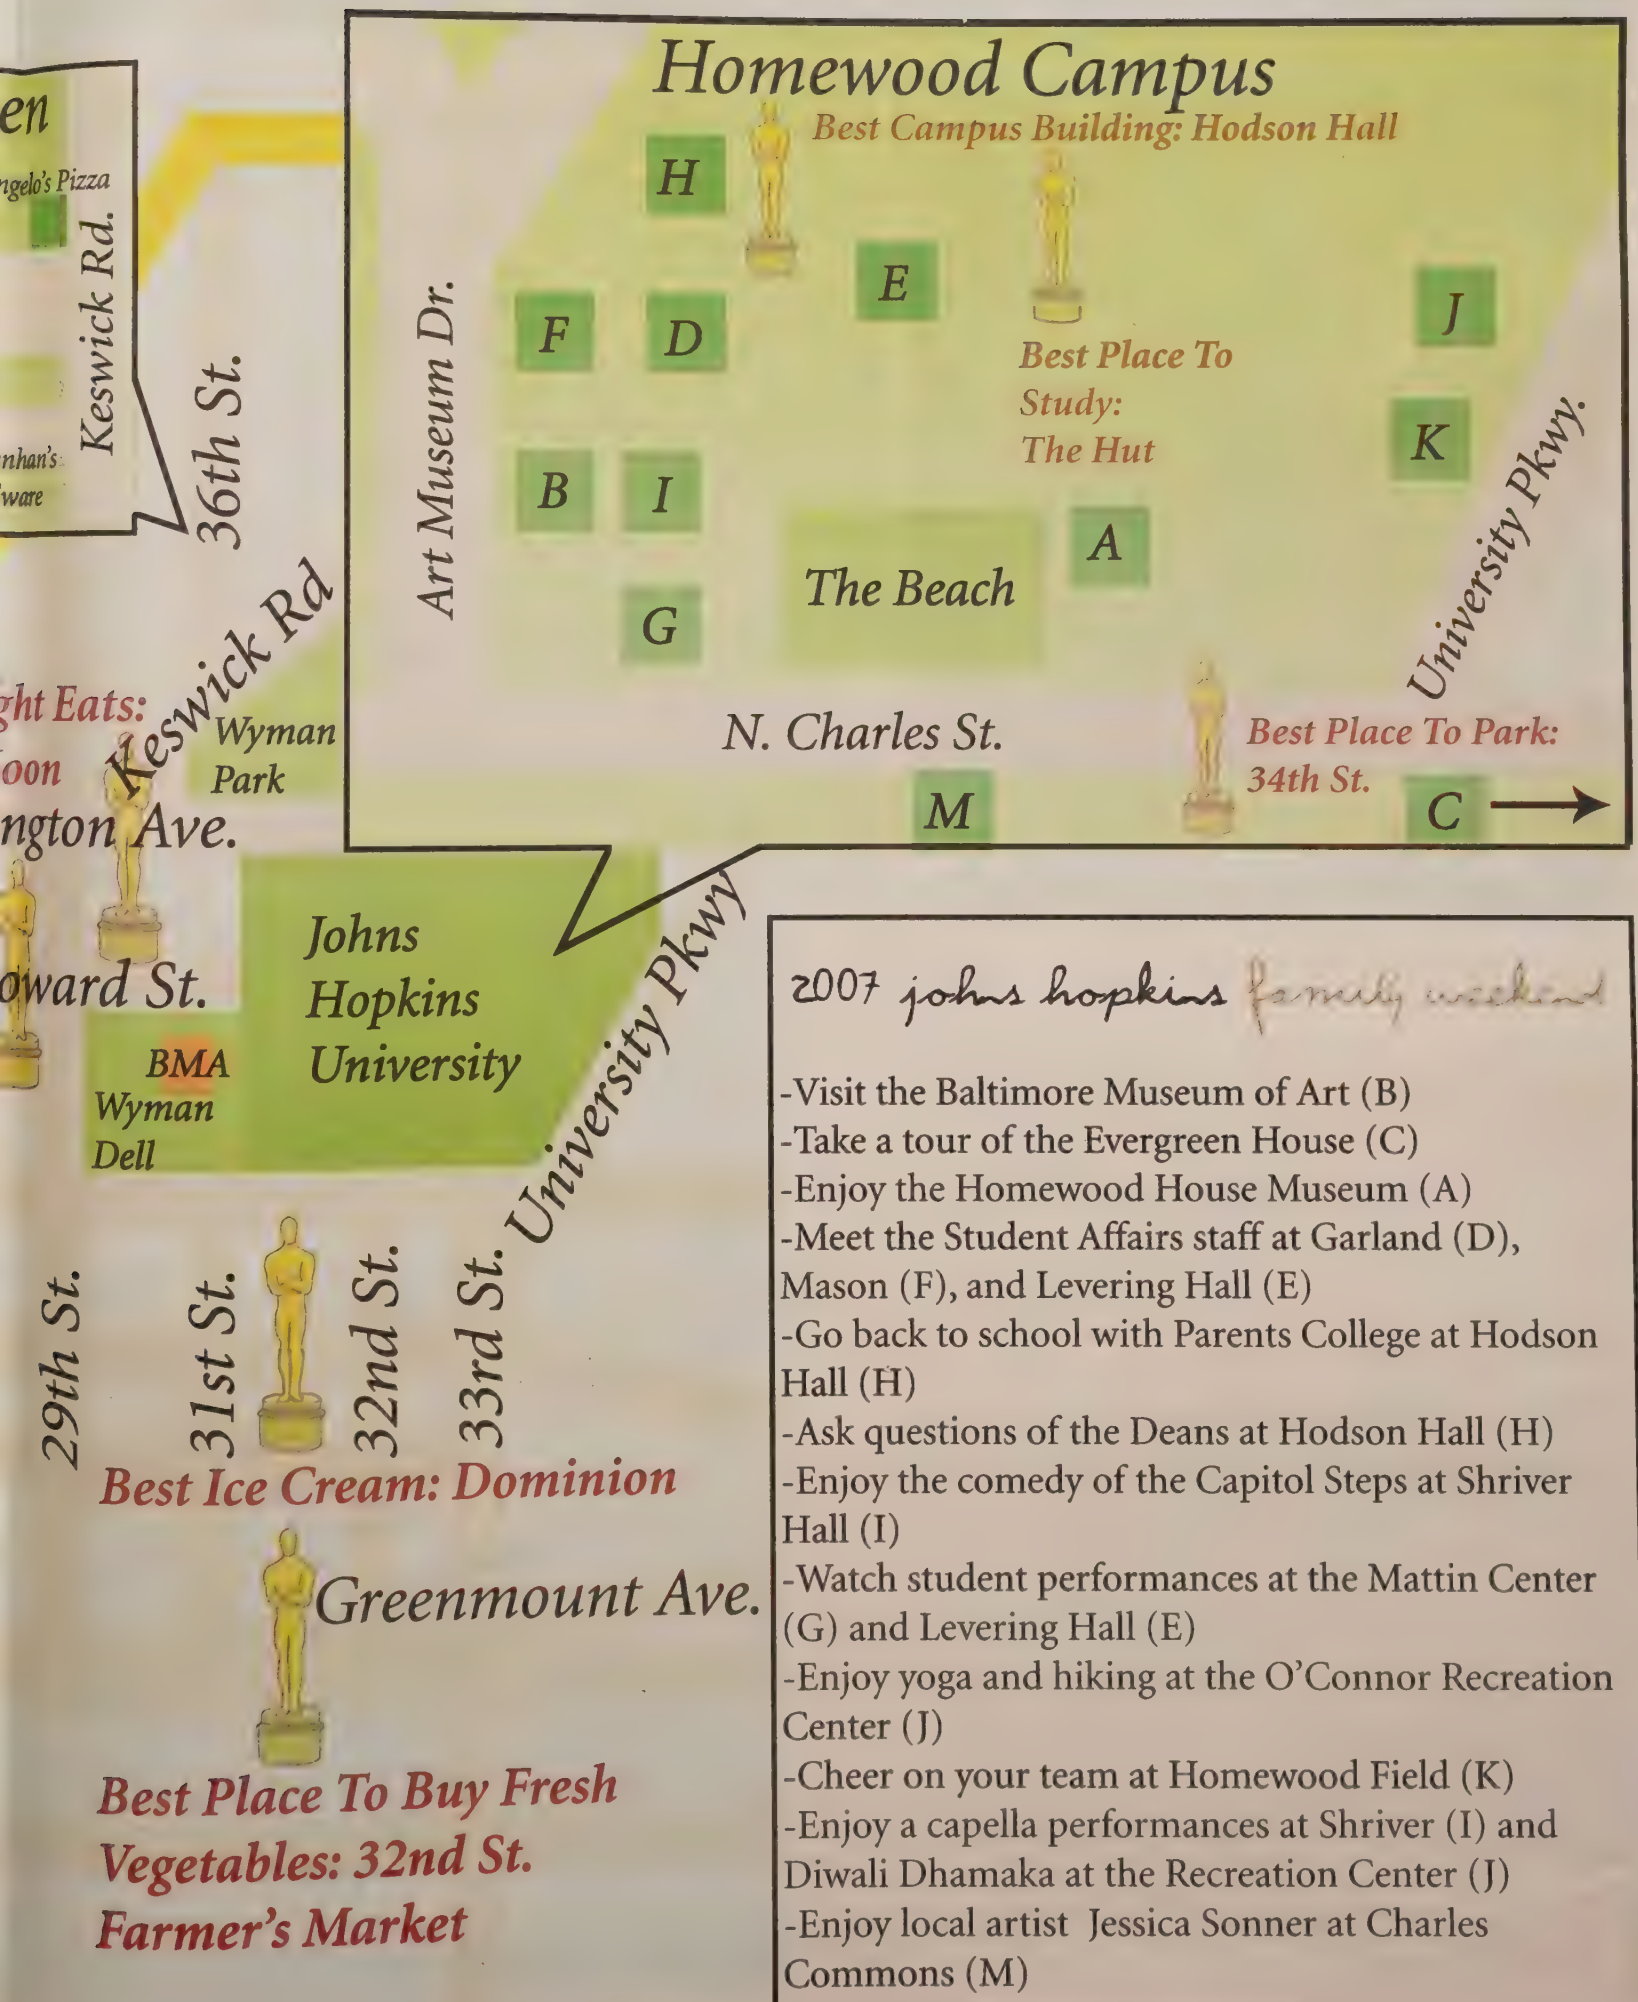 Homewood Campus
Best Campus Building: Hodson Hall
H
E
J
F
D
Best Place To
Study:
The Hut
K
B
I
A
The Beach
G
Art Museum Dr.
University Pkwy.
N. Charles St.
Best Place To Park:
34th St.
M
C
Pizza
Keswick Rd.
36th St.
Keswick Rd
Eats:
Wyman
Park
Ave.
St.
Johns
Hopkins
University
University Pkwy
BMA
Wyman
Dell
29th St.
31st St.
32nd St.
33rd St.
Best Ice Cream: Dominion
Greenmount Ave.
Best Place To Buy Fresh
Vegetables: 32nd St.
Farmer's Market
2007 johns hopkins family weekend
-Visit the Baltimore Museum of Art (B)
-Take a tour of the Evergreen House (C)
-Enjoy the Homewood House Museum (A)
-Meet the Student Affairs staff at Garland (D),
Mason (F), and Levering Hall (E)
-Go back to school with Parents College at Hodson
Hall (H)
-Ask questions of the Deans at Hodson Hall (H)
-Enjoy the comedy of the Capitol Steps at Shriver
Hall (I)
-Watch student performances at the Mattin Center
(G) and Levering Hall (E)
-Enjoy yoga and hiking at the O'Connor Recreation
Center (J)
-Cheer on your team at Homewood Field (K)
-Enjoy a capella performances at Shriver (I) and
Diwali Dhamaka at the Recreation Center (J)
-Enjoy local artist Jessica Sonner at Charles
Commons (M)